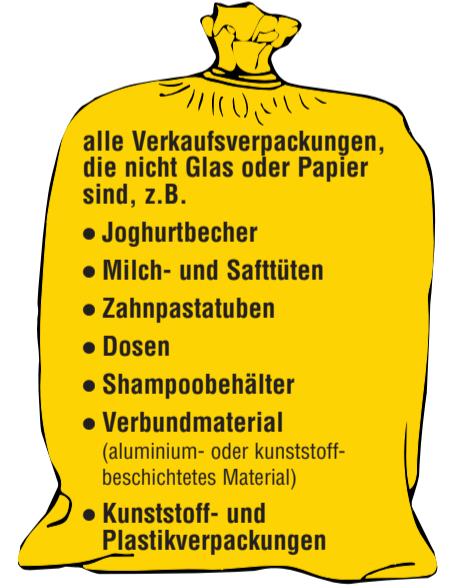 alle Verkaufsverpackungen,
die nicht Glas oder Papier
sind, z.B.
• Joghurtbecher
• Milch- und Safttüten
• Zahnpastatuben
• Dosen
• Shampoobehälter
• Verbundmaterial
(aluminium- oder kunststoff-
beschichtetes Material)
• Kunststoff- und
Plastikverpackungen